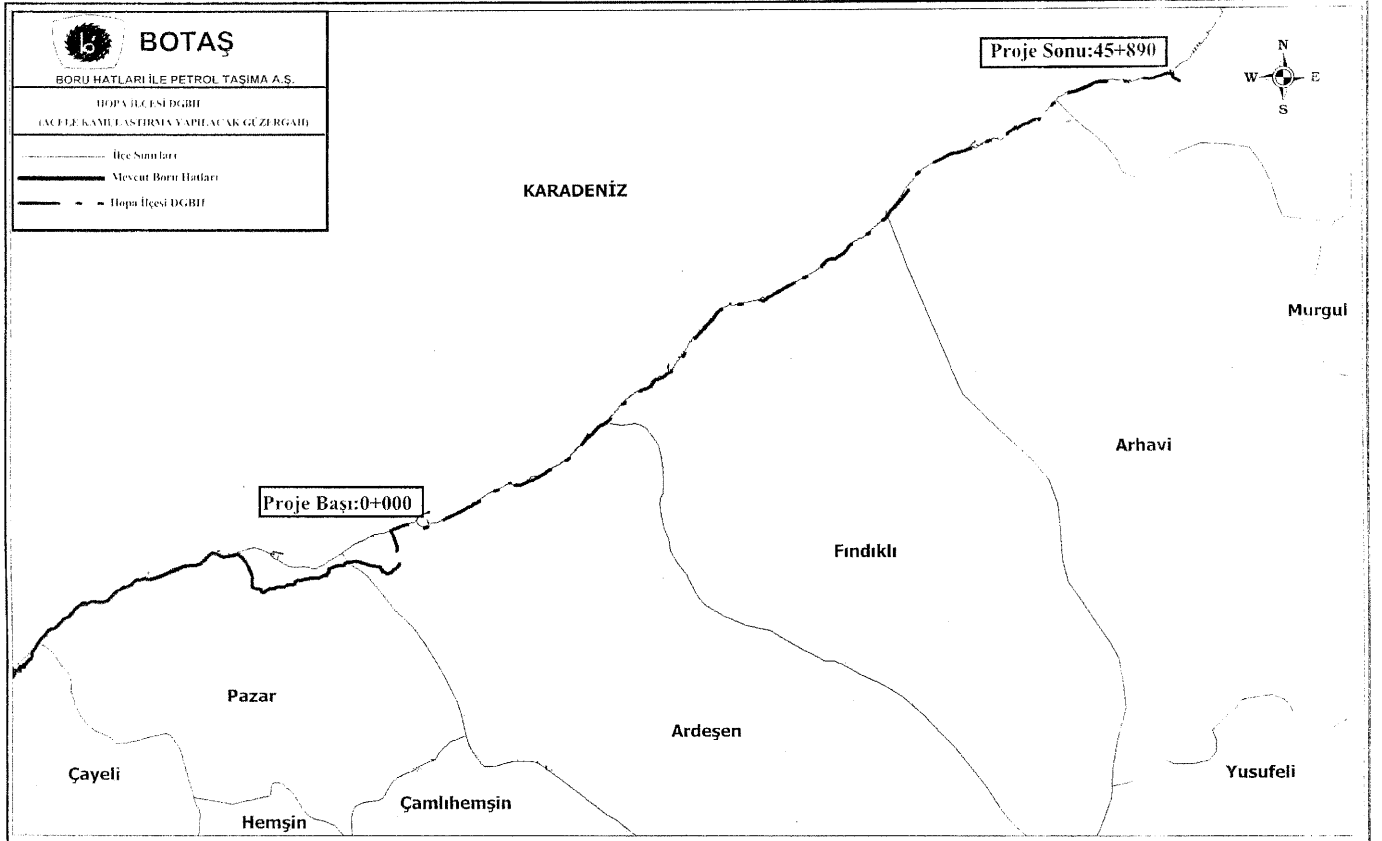 BOTAŞ
BORU HATLARI İLE PETROL TAŞIMA A.Ş.
HOPA İLÇESİ DGBH
(ACELE KAMULAŞTIRMA YAPILACAK GÜZERGAH)
İlçe Sınırları
Mevcut Boru Hatları
Hopa İlçesi DGBH
Proje Sonu:45+890
N
W
E
S
KARADENİZ
Murgul
Arhavi
Proje Başı:0+000
Fındıklı
Pazar
Ardeşen
Çayeli
Yusufeli
Çamlıhemşin
Hemşin